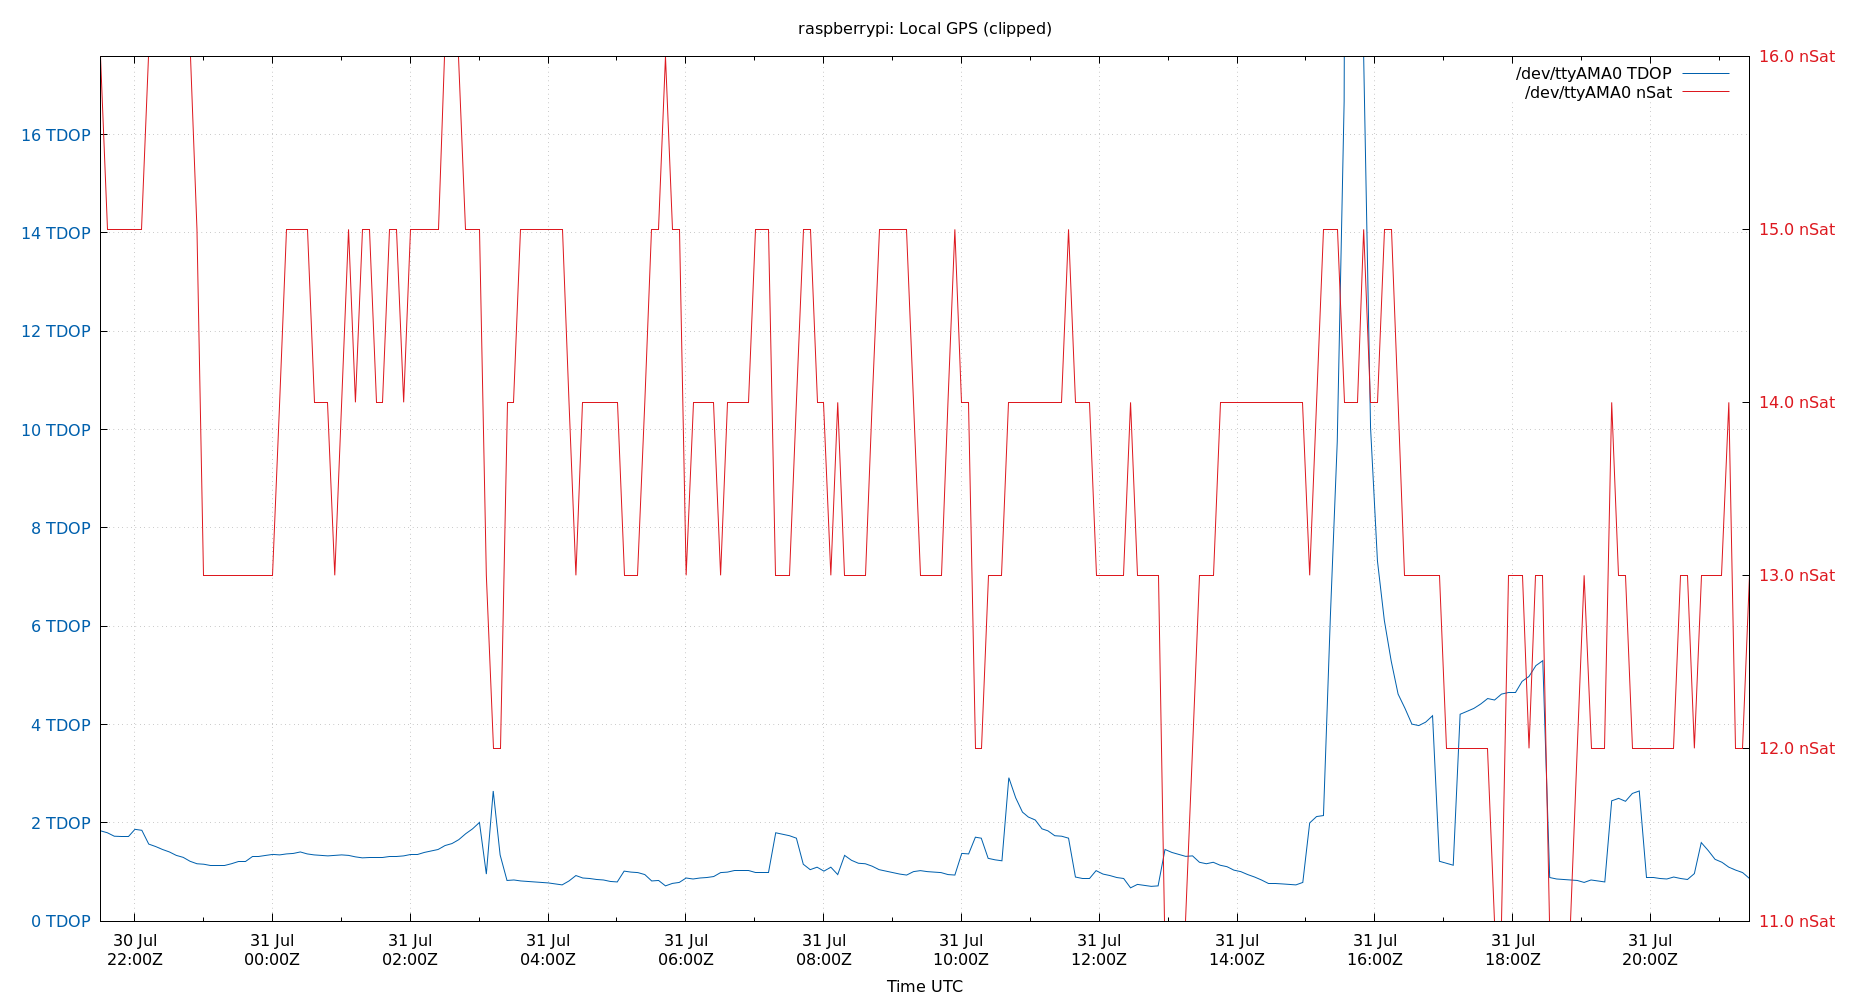 raspberrypi: Local GPS (clipped)
/dev/ttyAMA0 TDOP
/dev/ttyAMA0 nSat
16 TDOP
14 TDOP
12 TDOP
10 TDOP
8 TDOP
6 TDOP
4 TDOP
2 TDOP
0 TDOP
16.0 nSat
15.0 nSat
14.0 nSat
13.0 nSat
12.0 nSat
11.0 nSat
30 Jul
22:00Z
31 Jul
00:00Z
31 Jul
02:00Z
31 Jul
04:00Z
31 Jul
06:00Z
31 Jul
08:00Z
31 Jul
10:00Z
31 Jul
12:00Z
31 Jul
14:00Z
31 Jul
16:00Z
31 Jul
18:00Z
31 Jul
20:00Z
Time UTC